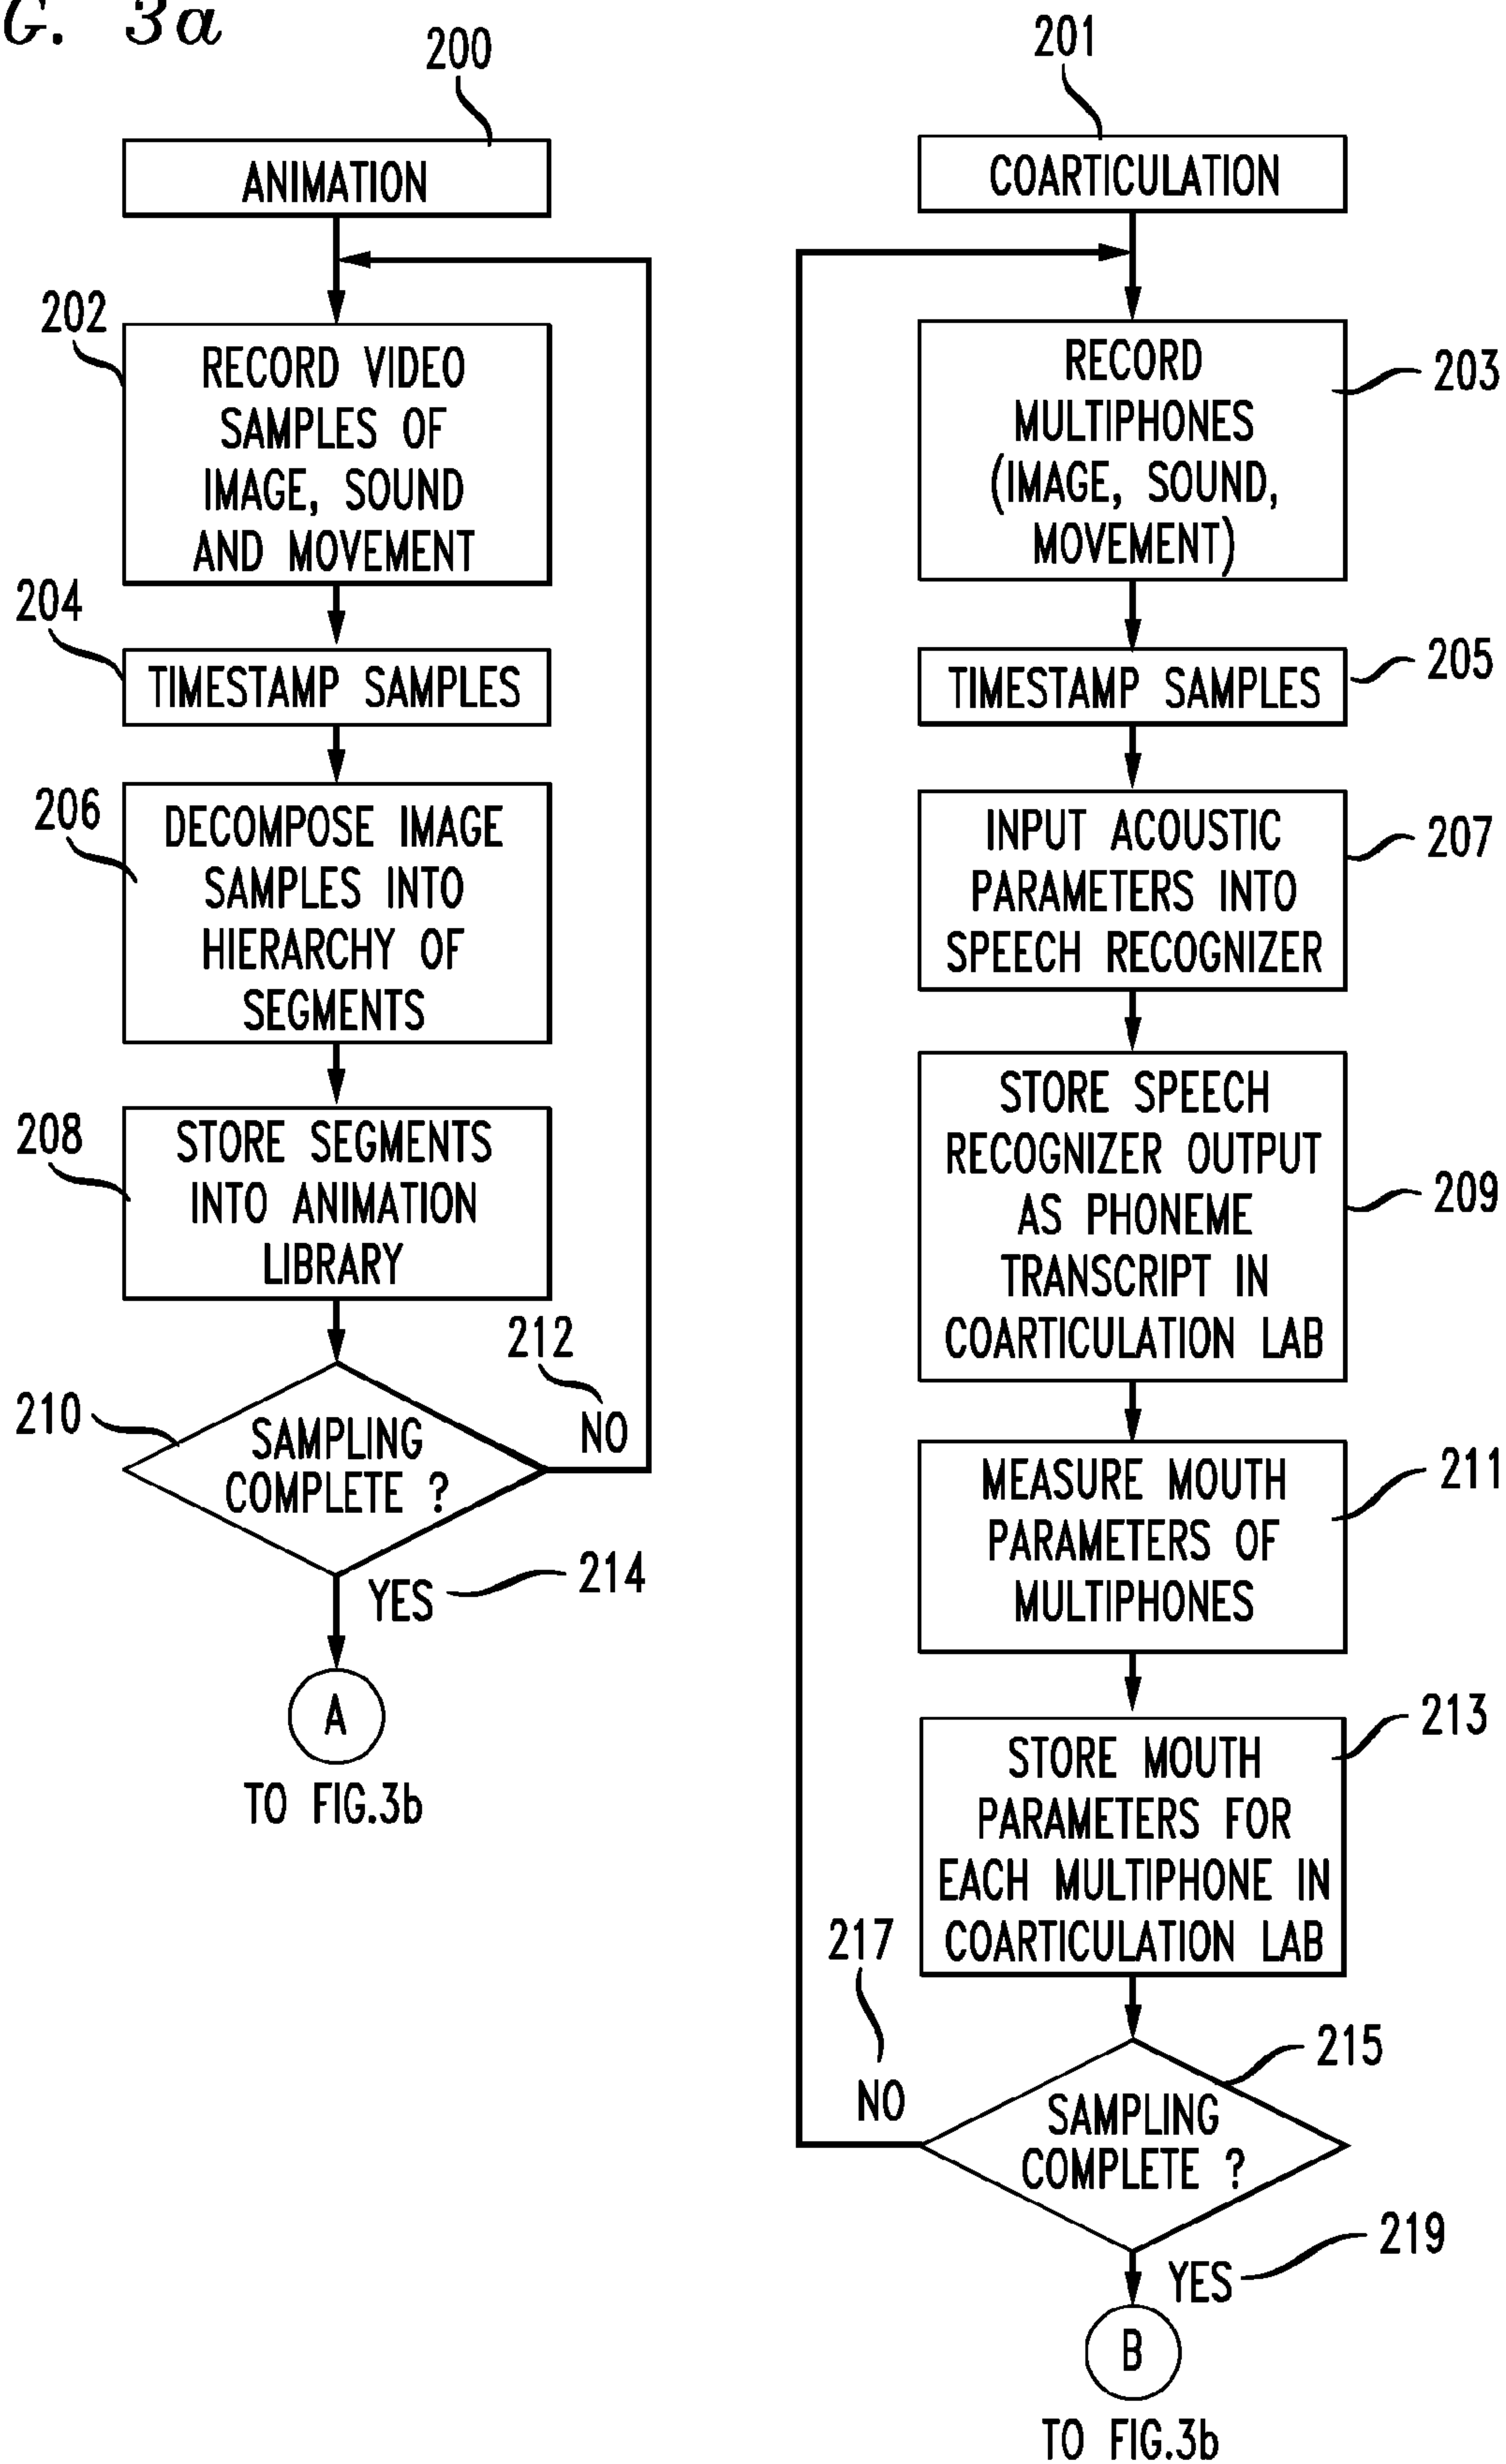 G. 3a
200
ANIMATION
202
RECORD VIDEO
SAMPLES OF
IMAGE, SOUND
AND MOVEMENT
204
TIMESTAMP SAMPLES
206
DECOMPOSE IMAGE
SAMPLES INTO
HIERARCHY OF
SEGMENTS
208
STORE SEGMENTS
INTO ANIMATION
LIBRARY
212
NO
210
SAMPLING
COMPLETE ?
YES
214
A
TO FIG.3b
201
COARTICULATION
RECORD
MULTIPHONES
(IMAGE, SOUND,
MOVEMENT)
203
TIMESTAMP SAMPLES
205
INPUT ACOUSTIC
PARAMETERS INTO
SPEECH RECOGNIZER
207
STORE SPEECH
RECOGNIZER OUTPUT
AS PHONEME
TRANSCRIPT IN
COARTICULATION LAB
209
MEASURE MOUTH
PARAMETERS OF
MULTIPHONES
211
STORE MOUTH
PARAMETERS FOR
EACH MULTIPHONE IN
COARTICULATION LAB
213
217
NO
215
SAMPLING
COMPLETE ?
YES
219
B
TO FIG.3b